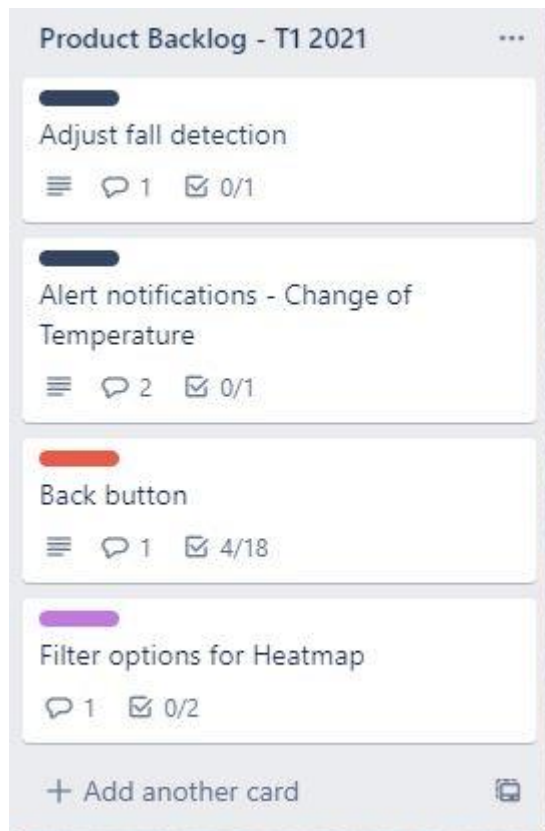 Product Backlog - T1 2021
Adjust fall detection
1 0/1
Alert notifications - Change of
Temperature
2 0/1
Back button
1 4/18
Filter options for Heatmap
1 0/2
+ Add another card